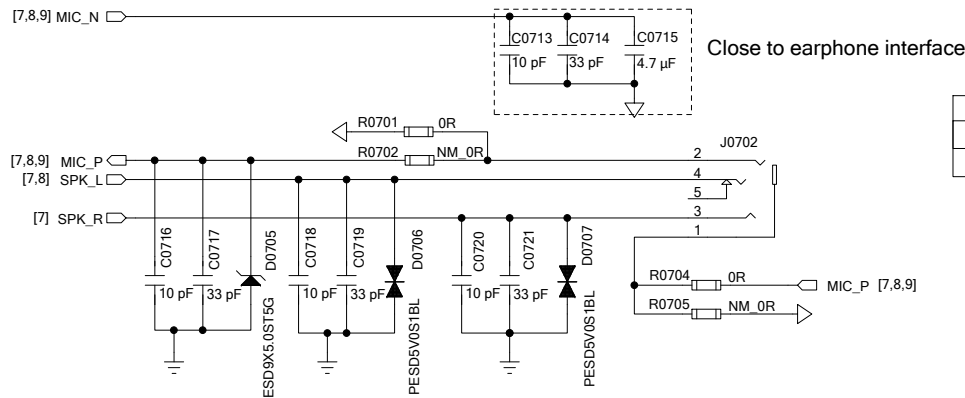 [7,8,9] MIC_N
C0713 C0714 C0715
10 pF 33 pF 4.7 µF
Close to earphone interface
R0701 0R
J0702
R0702 NM_0R
2
[7,8,9] MIC_P
[7,8] SPK_L
4
5
[7] SPK_R
3
1
C0716
C0717
D0705
C0718
C0719
D0706
C0720
C0721
D0707
10 pF 33 pF
10 pF 33 pF
10 pF 33 pF
ESD9X5.0ST5G
PESD5V0S1BL
PESD5V0S1BL
R0704 0R
MIC_P [7,8,9]
R0705 NM_0R